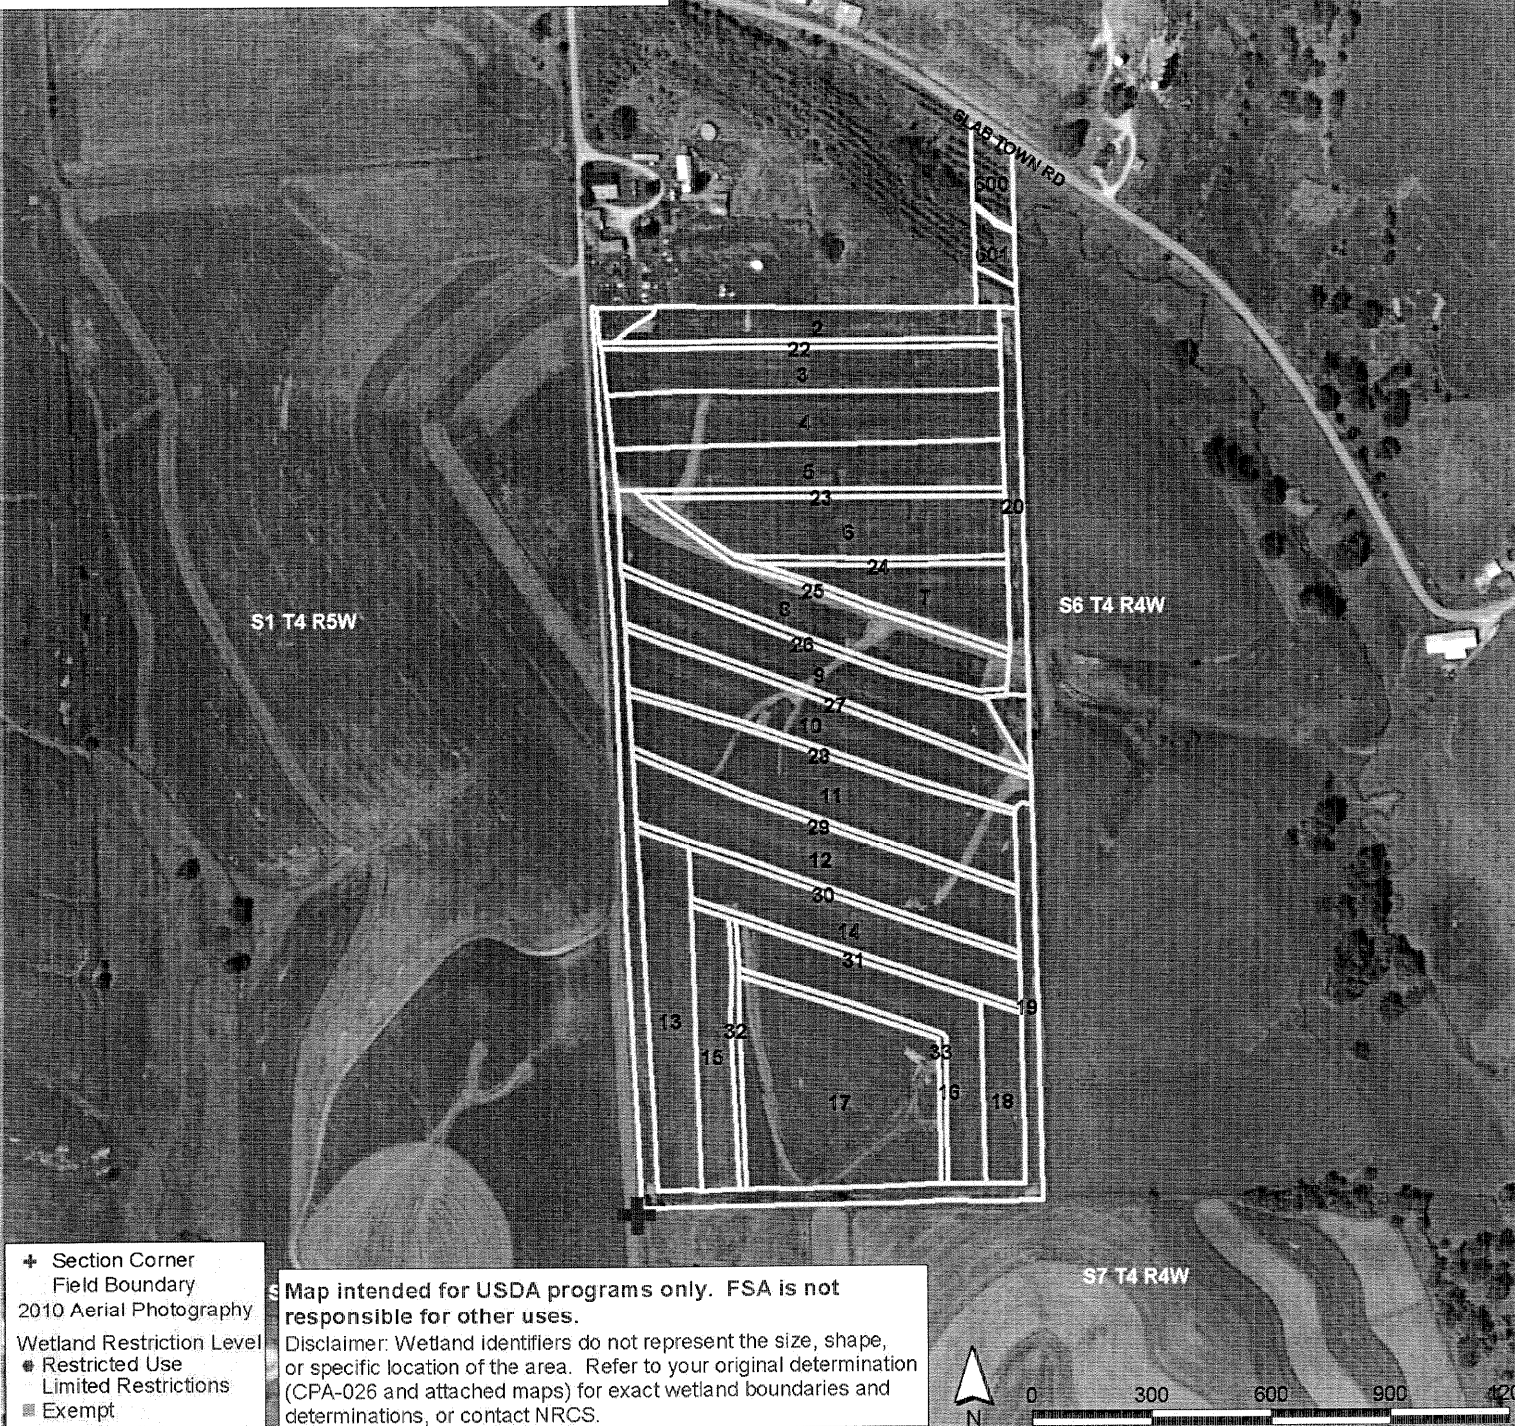 SLAB TOWN RD
600
601
2
22
3
4
5
23
20
6
24
25
7
8
S1 T4 R5W
S6 T4 R4W
26
9
27
10
28
11
29
12
30
14
31
19
13
32
15
33
16
17
18
S7 T4 R4W
Section Corner
Field Boundary
2010 Aerial Photography
Wetland Restriction Level
Restricted Use
Limited Restrictions
Exempt
Map intended for USDA programs only. FSA is not
responsible for other uses.
Disclaimer: Wetland identifiers do not represent the size, shape,
or specific location of the area. Refer to your original determination
(CPA-026 and attached maps) for exact wetland boundaries and
determinations, or contact NRCS.
N
0 300 600 900